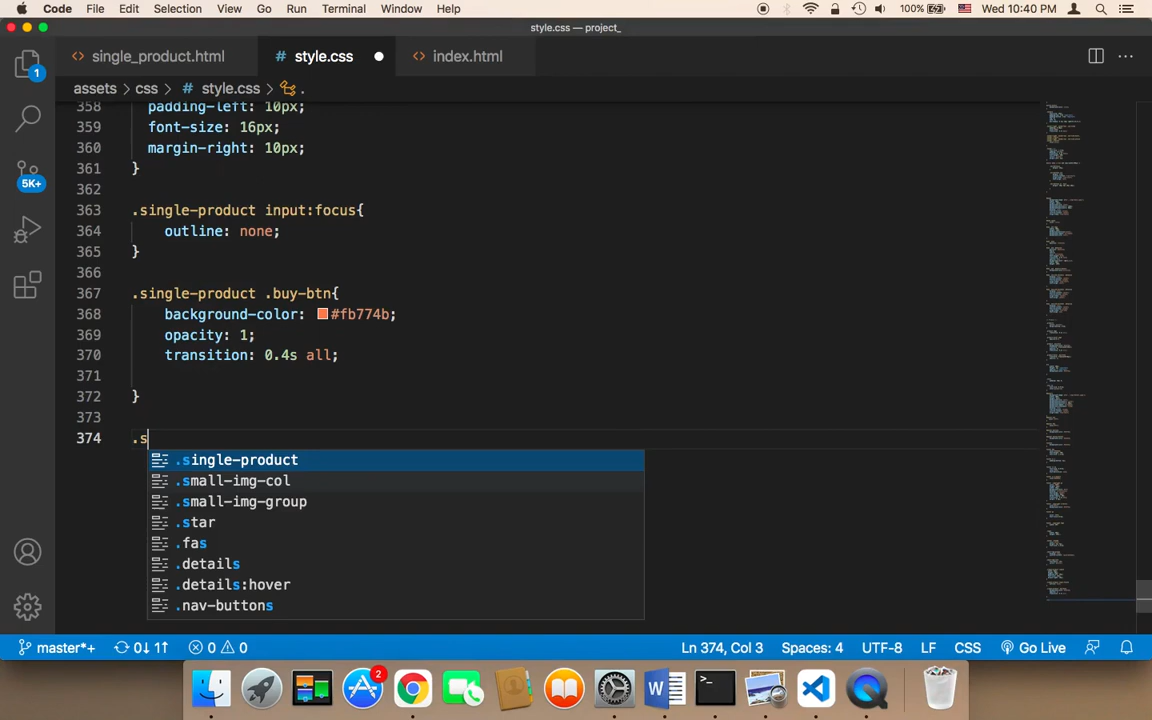 Code File Edit Selection View Go Run Terminal Window Help 100% Wed 10:40 PM
style.css — project_
single_product.html style.css index.html
1
assets > css > style.css > .
358 padding-left: 10px;
359 font-size: 16px;
360 margin-right: 10px;
361 }
362
363 .single-product input:focus{
364 outline: none;
365 }
366
367 .single-product .buy-btn{
368 background-color: #fb774b;
369 opacity: 1;
370 transition: 0.4s all;
371
372 }
373
374 .s
.single-product
.small-img-col
.small-img-group
.star
.fas
.details
.details:hover
.nav-buttons
5K+
master*+ 0↓ 1↑ 0 0 Ln 374, Col 3 Spaces: 4 UTF-8 LF CSS Go Live
2